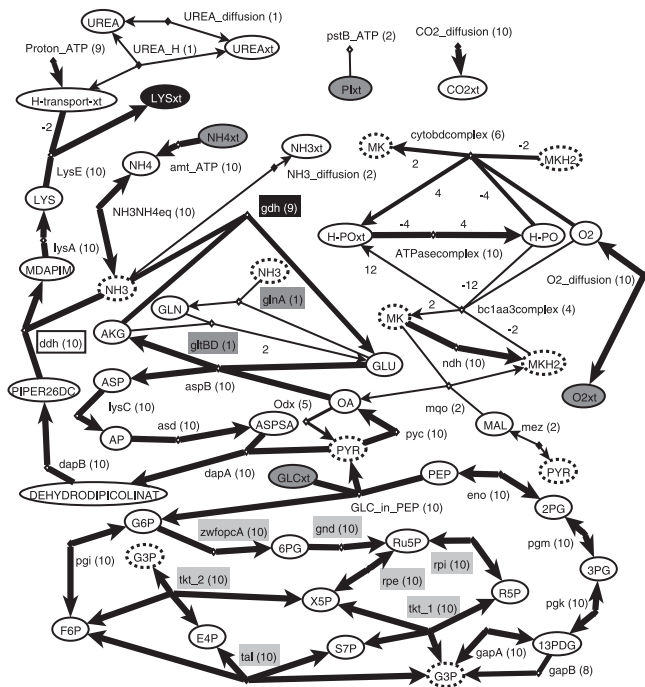 UREA_diffusion (1)
UREA
pstB_ATP (2)
CO2_diffusion (10)
UREA_H (1)
UREAxt
Proton_ATP (9)
H-transport-xt
LYSxt
PIxt
CO2xt
-2
NH4xt
NH3xt
cytobdcomplex (6)
MK
-2
MKH2
NH4
amt_ATP (10)
2
LysE (10)
NH3_diffusion (2)
LYS
NH3NH4eq (10)
gdh (9)
4
-4
H-POxt
-4
4
H-PO
O2
lysA (10)
ATPasecomplex (10)
MDAPIM
NH3
NH3
12
-12
O2_diffusion (10)
GLN
glnA (1)
MK
2
bc1aa3complex (4)
ddh (10)
AKG
gltBD (1)
-2
2
GLU
ndh (10)
MKH2
PIPER26DC
ASP
aspB (10)
O2xt
lysC (10)
Odx (5)
OA
mqo (2)
MAL
mez (2)
AP
asd (10)
ASPSA
pyc (10)
PYR
PYR
dapB (10)
dapA (10)
GLCxt
PEP
DEHYDRODIPICOLINAT
GLC_in_PEP (10)
eno (10)
2PG
G6P
zwfopcA (10)
gnd (10)
Ru5P
pgm (10)
G3P
6PG
rpi (10)
pgi (10)
3PG
tkt_2 (10)
rpe (10)
X5P
R5P
pgk (10)
tkt_1 (10)
F6P
E4P
S7P
13PDG
tal (10)
G3P
gapA (10)
gapB (8)